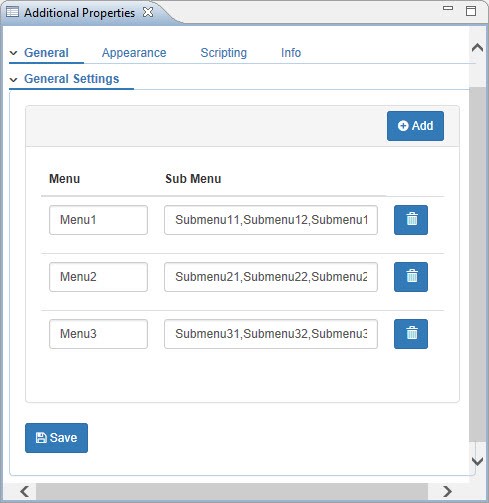 Additional Properties
General Appearance Scripting Info
General Settings
Add
Menu Sub Menu
Menu1 Submenu11,Submenu12,Submenu1
Menu2 Submenu21,Submenu22,Submenu2
Menu3 Submenu31,Submenu32,Submenu3
Save